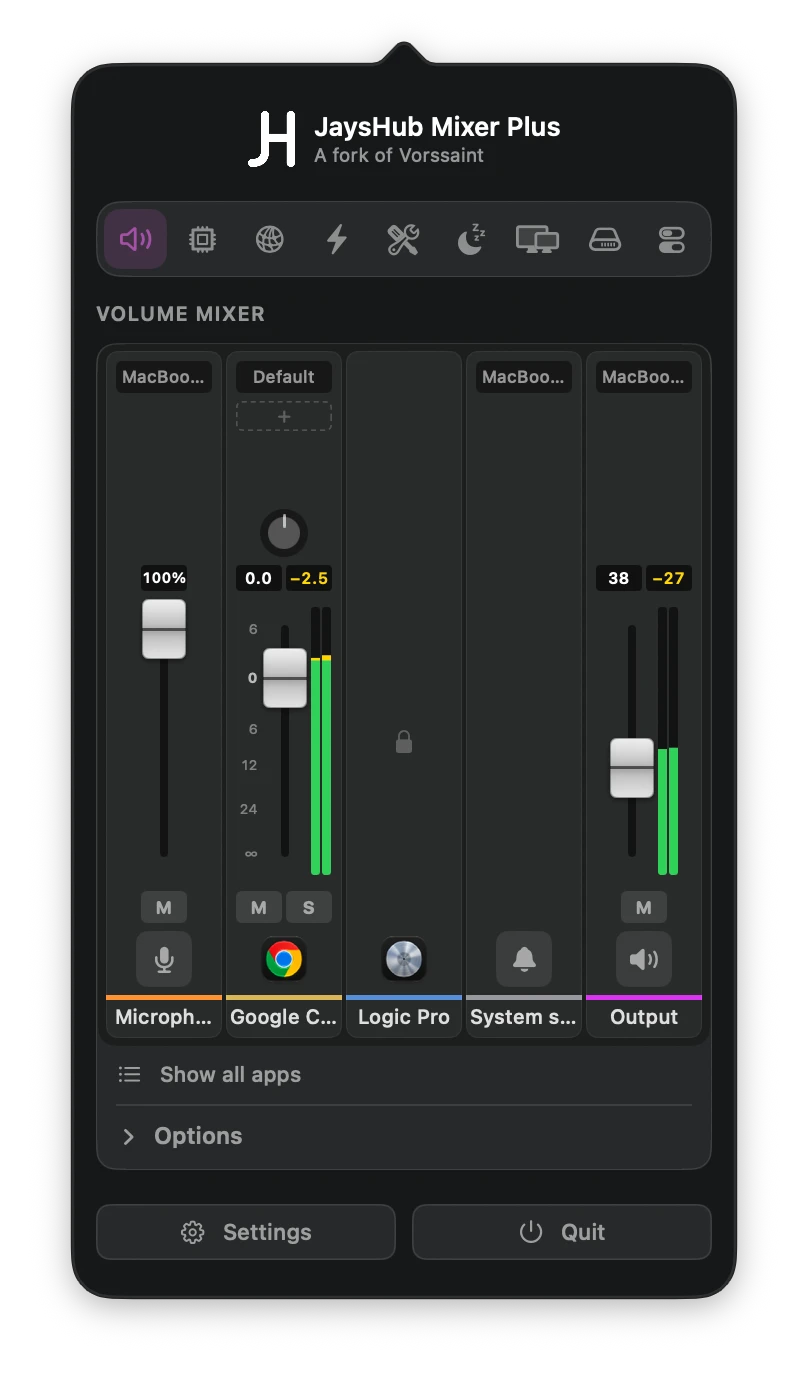 JaysHub Mixer Plus
A fork of Vorssaint
VOLUME MIXER
MacBoo...
Default
MacBoo...
MacBoo...
+
100%
0.0
−2.5
38
−27
6
0
6
12
24
∞
M
M
S
M
Microph...
Google C...
Logic Pro
System s...
Output
Show all apps
Options
Settings
Quit